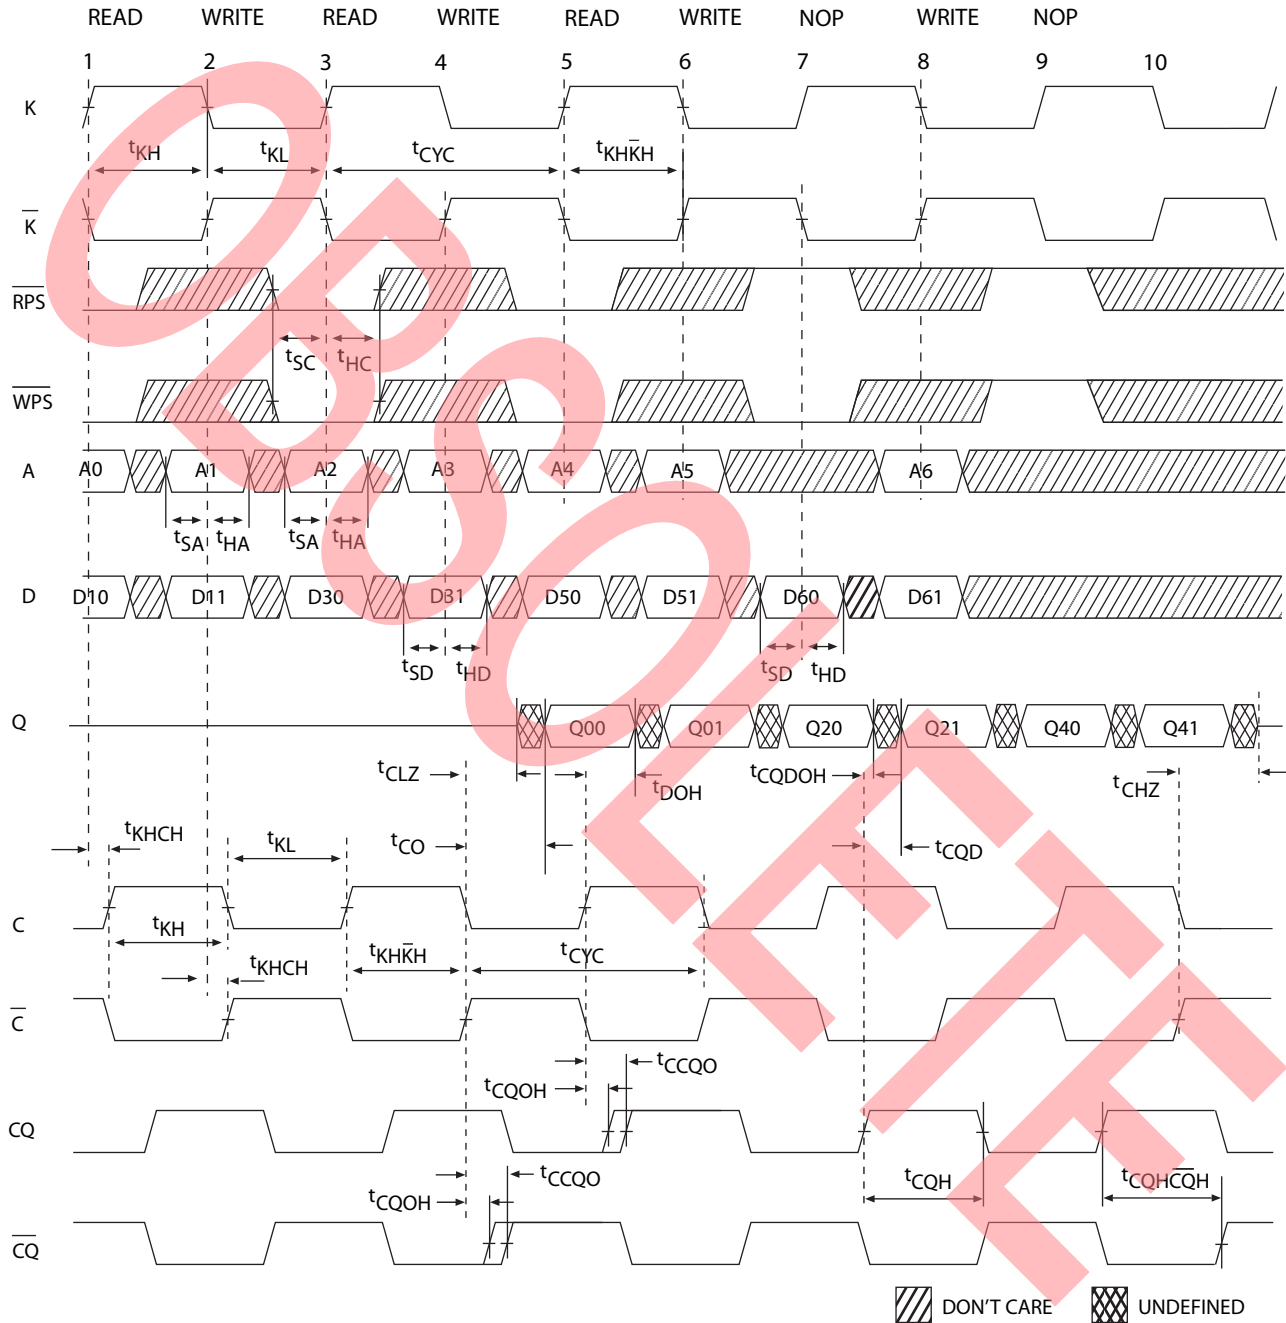 READ WRITE READ WRITE READ WRITE NOP WRITE NOP
1 2 3 4 5 6 7 8 9 10
K
tKH tKL tCYC tKHK̅H
K̅
R̅P̅S̅
tSC tHC
W̅P̅S̅
A A0 A1 A2 A3 A4 A5 A6
tSA tHA tSA tHA
D D10 D11 D30 D31 D50 D51 D60 D61
tSD tHD tSD tHD
Q Q00 Q01 Q20 Q21 Q40 Q41
tCLZ tDOH tCQDOH tCHZ
tKHCH tKL tCO tCQD
C
tKH tKHK̅H tCYC
tKHCH
C̅
tCCQO
tCQOH
CQ
tCCQO tCQH tCQHC̅Q̅H
tCQOH
C̅Q̅
DON'T CARE UNDEFINED
OBSOLETE